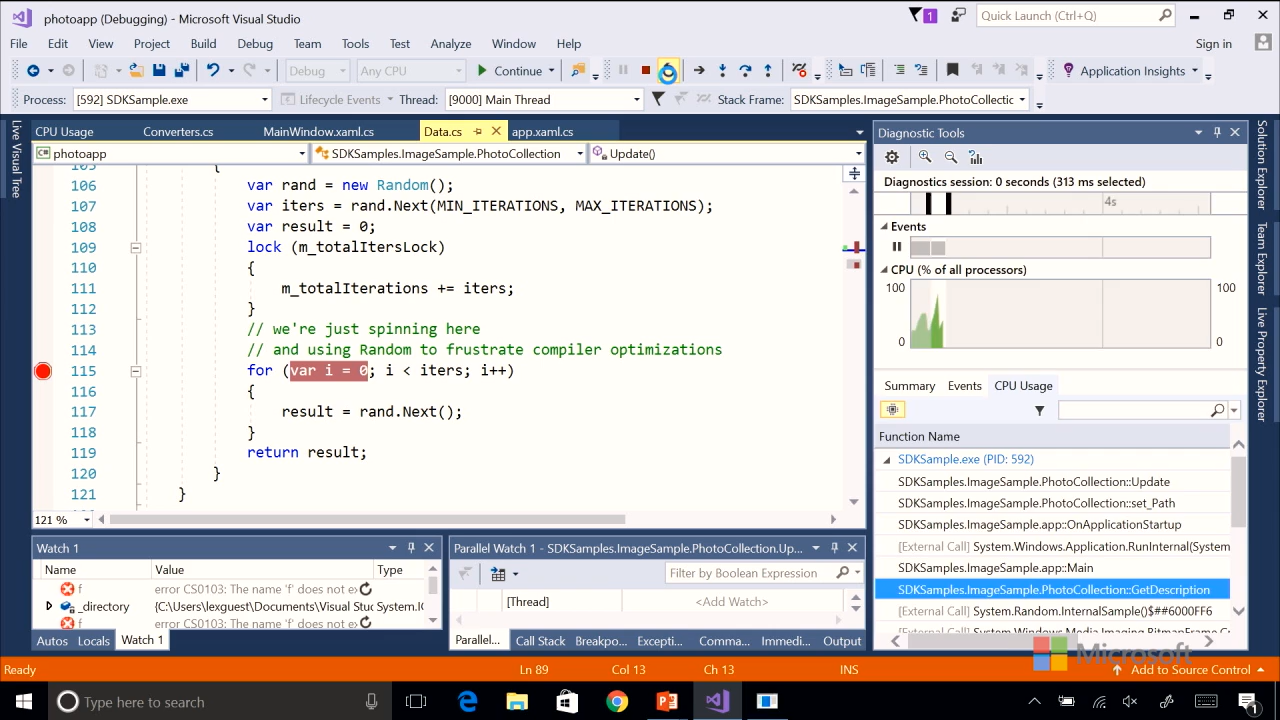 photoapp (Debugging) - Microsoft Visual Studio
1
Quick Launch (Ctrl+Q)
File Edit View Project Build Debug Team Tools Test Analyze Window Help
Sign in
Debug Any CPU Continue Application Insights
Process: [592] SDKSample.exe Lifecycle Events Thread: [9000] Main Thread Stack Frame: SDKSamples.ImageSample.PhotoCollectic
Live Visual Tree
CPU Usage Converters.cs MainWindow.xaml.cs Data.cs app.xaml.cs
photoapp SDKSamples.ImageSample.PhotoCollection Update()
105 {
106 var rand = new Random();
107 var iters = rand.Next(MIN_ITERATIONS, MAX_ITERATIONS);
108 var result = 0;
109 lock (m_totalItersLock)
110 {
111 m_totalIterations += iters;
112 }
113 // we're just spinning here
114 // and using Random to frustrate compiler optimizations
115 for (var i = 0; i < iters; i++)
116 {
117 result = rand.Next();
118 }
119 return result;
120 }
121 }
121 %
Watch 1
Name Value Type
f error CS0103: The name 'f' does not ex
_directory {C:\Users\lexguest\Documents\Visual Stuc System.IC
f error CS0103: The name 'f' does not ex
Autos Locals Watch 1
Parallel Watch 1 - SDKSamples.ImageSample.PhotoCollection.Up...
Filter by Boolean Expression
[Thread] <Add Watch>
Parallel... Call Stack Breakpo... Excepti... Comma... Immedi... Output
Diagnostic Tools
Diagnostics session: 0 seconds (313 ms selected)
4s
Events
CPU (% of all processors)
100 100
0 0
Summary Events CPU Usage
Function Name
SDKSample.exe (PID: 592)
SDKSamples.ImageSample.PhotoCollection::Update
SDKSamples.ImageSample.PhotoCollection::set_Path
SDKSamples.ImageSample.app::OnApplicationStartup
[External Call] System.Windows.Application.RunInternal(System
SDKSamples.ImageSample.app::Main
SDKSamples.ImageSample.PhotoCollection::GetDescription
[External Call] System.Random.InternalSample()$##6000FF6
[External Call] System.Windows.Media.Imaging.BitmapFrame.Cr
Solution Explorer
Team Explorer
Live Property Explorer
Microsoft
Ready Ln 89 Col 13 Ch 13 INS Add to Source Control
Type here to search
1